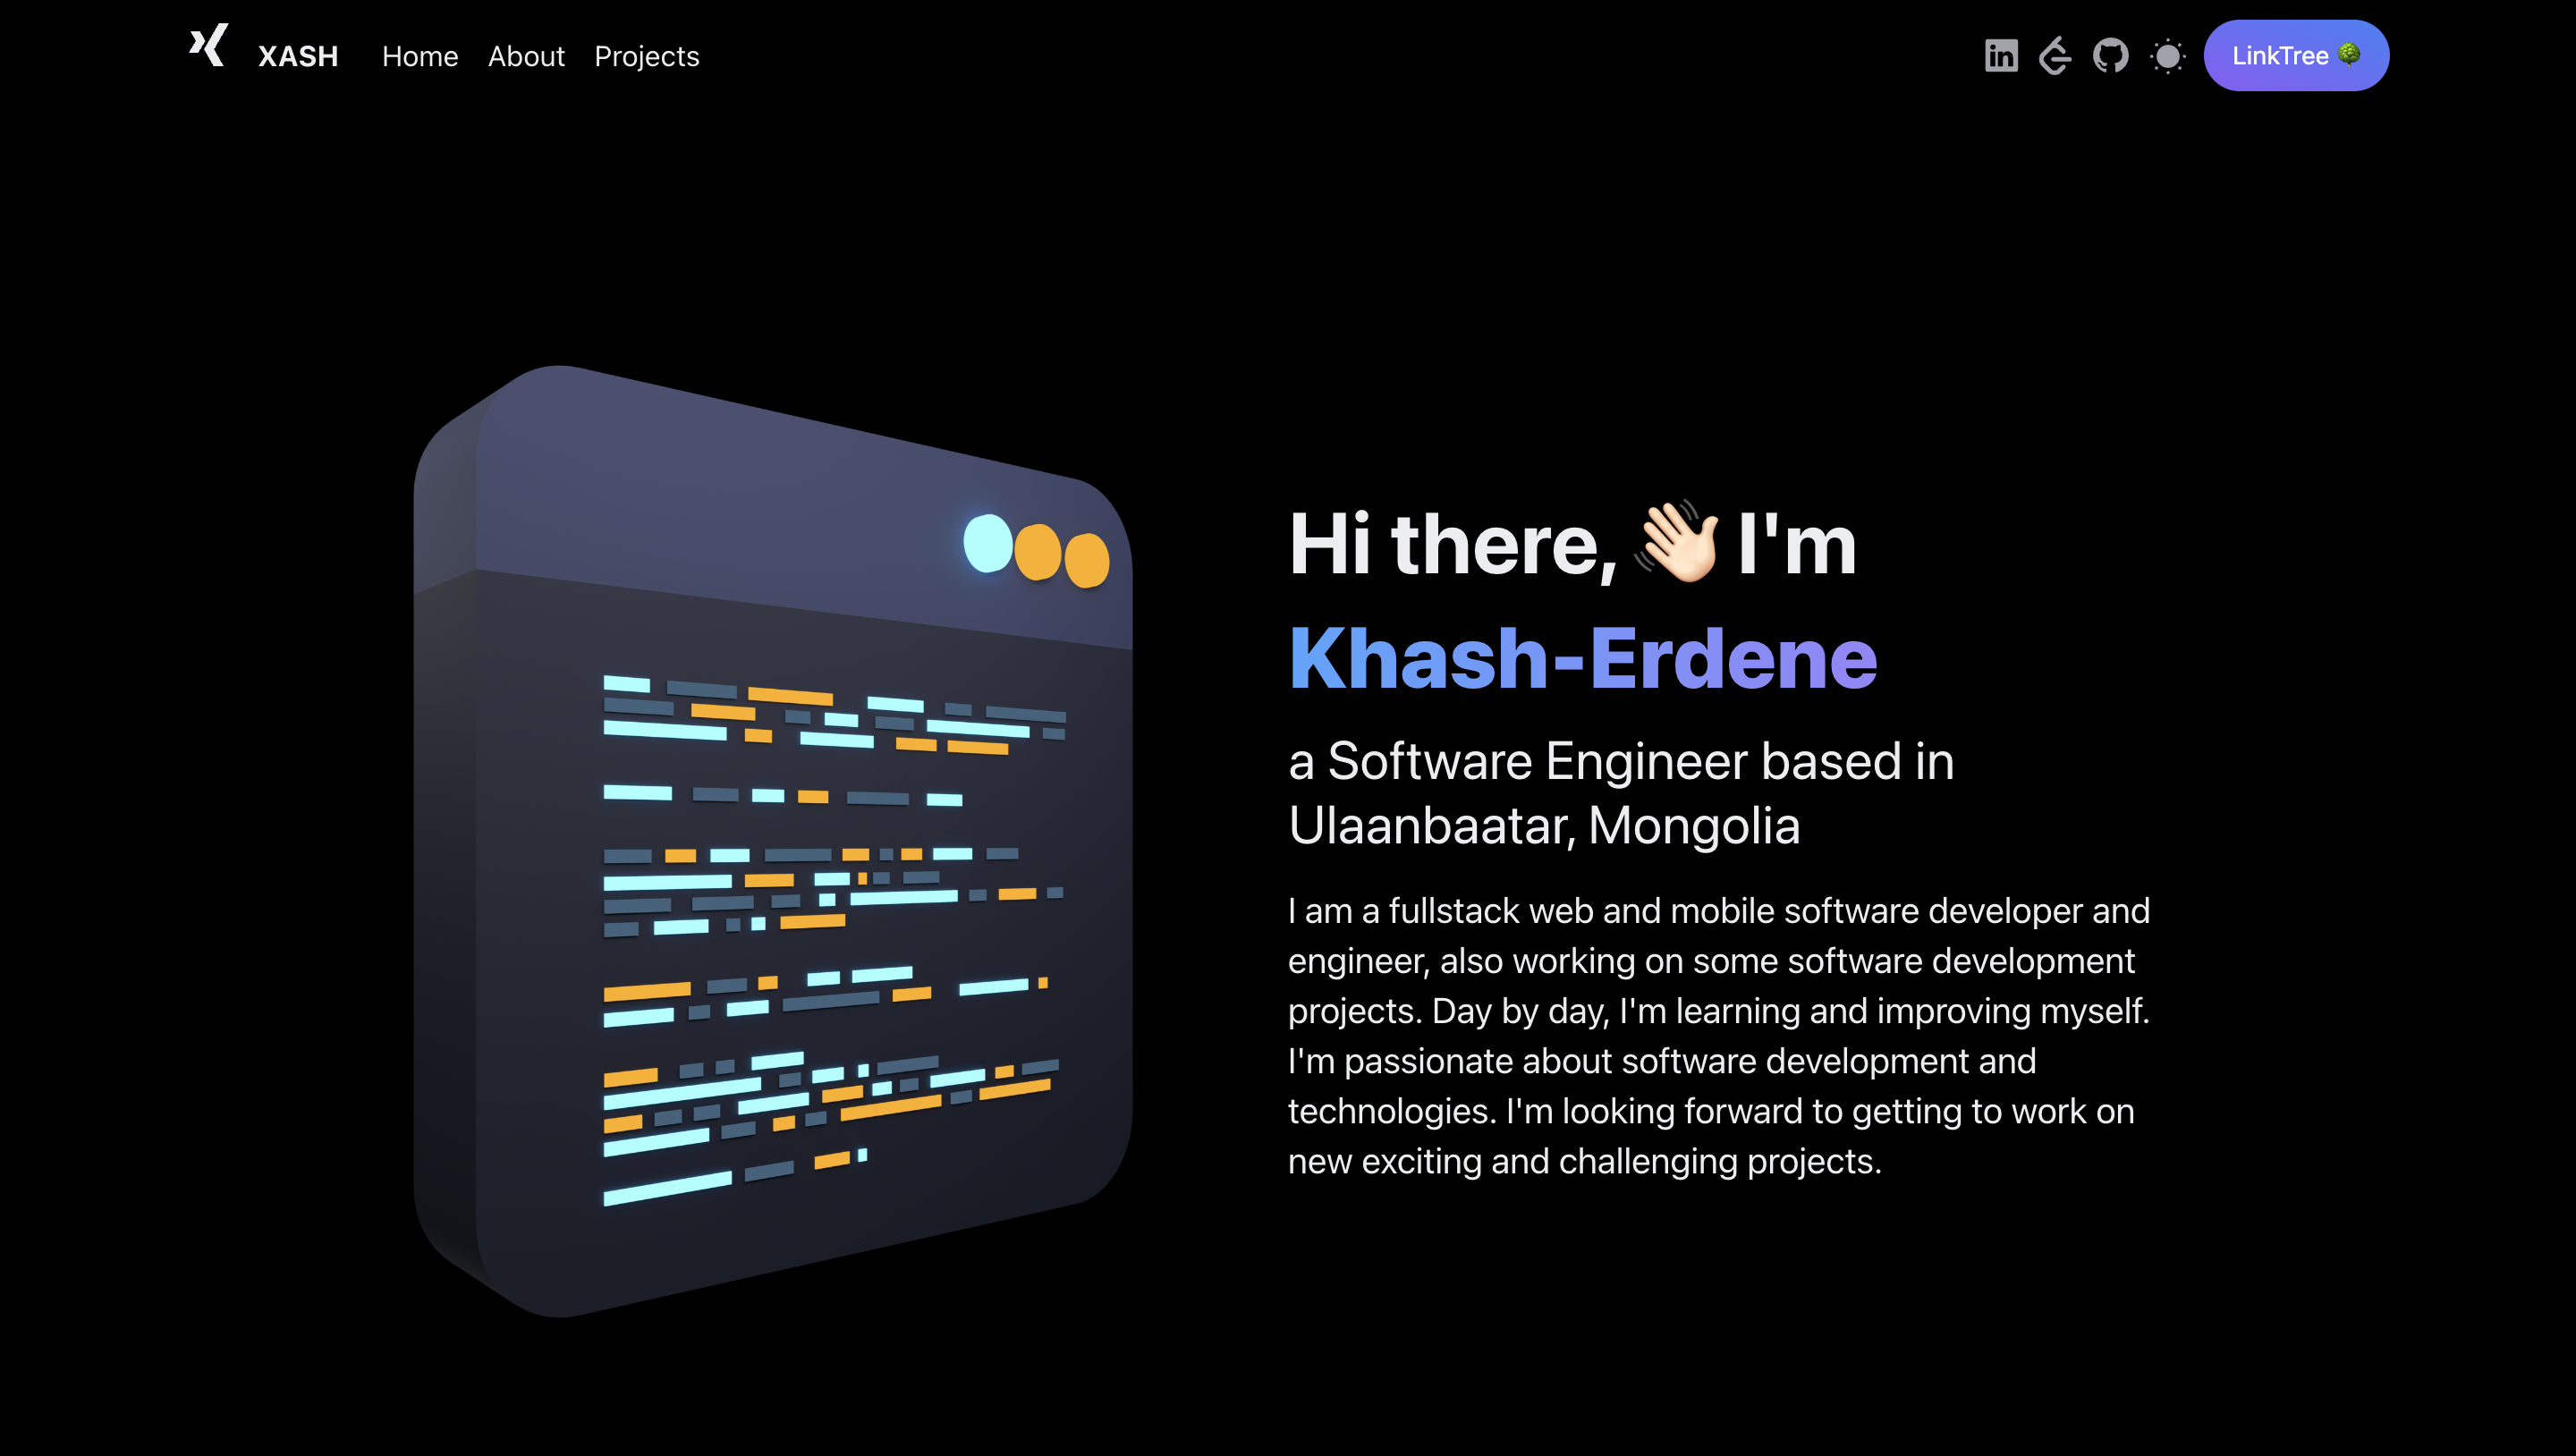 XASH Home About Projects
in
LinkTree
Hi there, 👋🏻 I'm
Khash-Erdene
a Software Engineer based in
Ulaanbaatar, Mongolia
I am a fullstack web and mobile software developer and
engineer, also working on some software development
projects. Day by day, I'm learning and improving myself.
I'm passionate about software development and
technologies. I'm looking forward to getting to work on
new exciting and challenging projects.